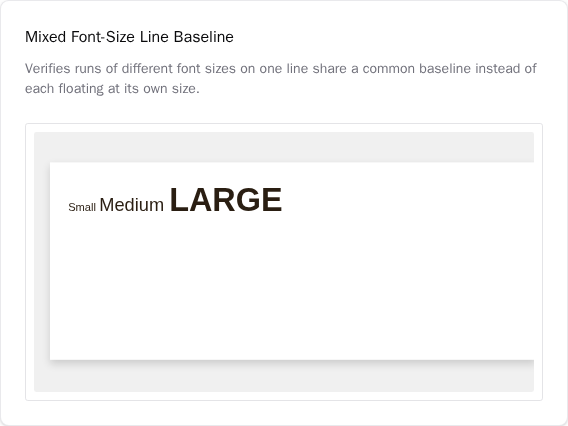 Mixed Font-Size Line Baseline
Verifies runs of different font sizes on one line share a common baseline instead of
each floating at its own size.
Small Medium LARGE